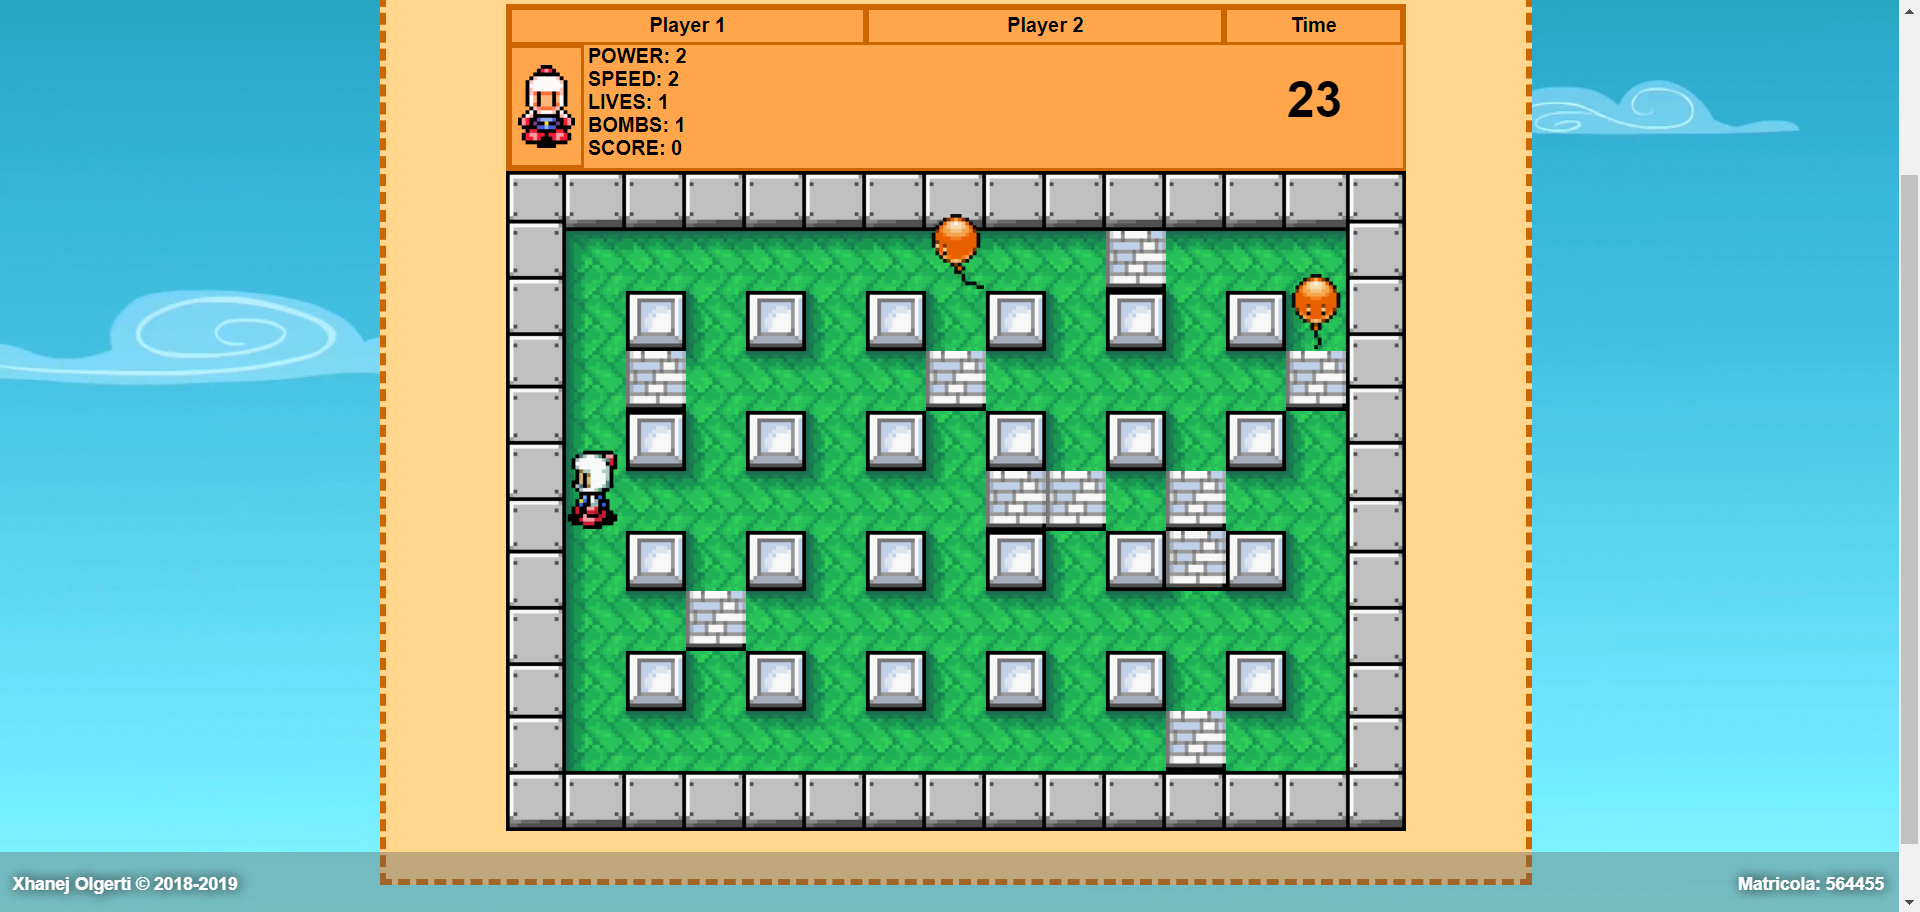 Player 1
Player 2
Time
POWER: 2
SPEED: 2
LIVES: 1
BOMBS: 1
SCORE: 0
23
Xhanej Olgerti © 2018-2019
Matricola: 564455